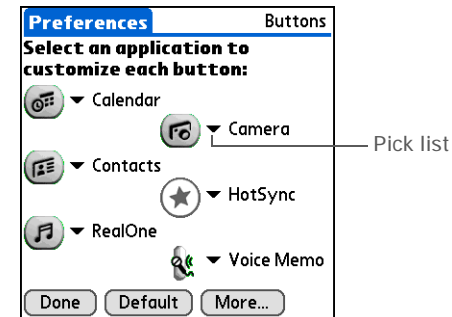 Preferences Buttons
Select an application to
customize each button:
Calendar
Camera
Pick list
Contacts
HotSync
RealOne
Voice Memo
Done Default More...